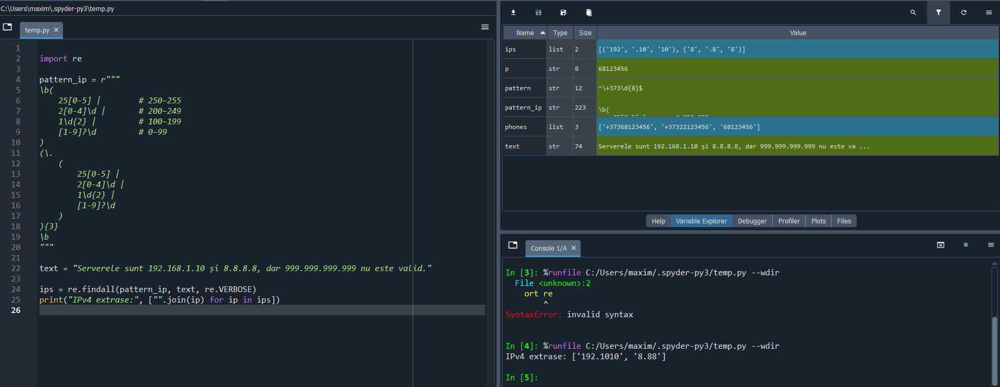 C:\Users\maxim\.spyder-py3\temp.py
temp.py
1
2 import re
3
4 pattern_ip = r"""
5 \b(
6     25[0-5] |        # 250–255
7     2[0-4]\d |       # 200–249
8     1\d{2} |         # 100–199
9     [1-9]?\d         # 0–99
10 )
11 (\.
12     (
13         25[0-5] |
14         2[0-4]\d |
15         1\d{2} |
16         [1-9]?\d
17     )
18 ){3}
19 \b
20 """
21
22 text = "Serverele sunt 192.168.1.10 și 8.8.8.8, dar 999.999.999.999 nu este valid."
23
24 ips = re.findall(pattern_ip, text, re.VERBOSE)
25 print("IPv4 extrase:", ["".join(ip) for ip in ips])
26
Name Type Size Value
ips list 2 [('192', '.10', '10'), ('8', '.8', '8')]
p str 8 68123456
pattern str 12 ^\+373\d{8}$
pattern_ip str 223 \b(
25[0-5] | # 250–255
phones list 3 ['+37368123456', '+37322123456', '68123456']
text str 74 Serverele sunt 192.168.1.10 și 8.8.8.8, dar 999.999.999.999 nu este va ...
Help Variable Explorer Debugger Profiler Plots Files
Console 1/A
In [3]: %runfile C:/Users/maxim/.spyder-py3/temp.py --wdir
  File <unknown>:2
    ort re
        ^
SyntaxError: invalid syntax
In [4]: %runfile C:/Users/maxim/.spyder-py3/temp.py --wdir
IPv4 extrase: ['192.1010', '8.88']
In [5]: